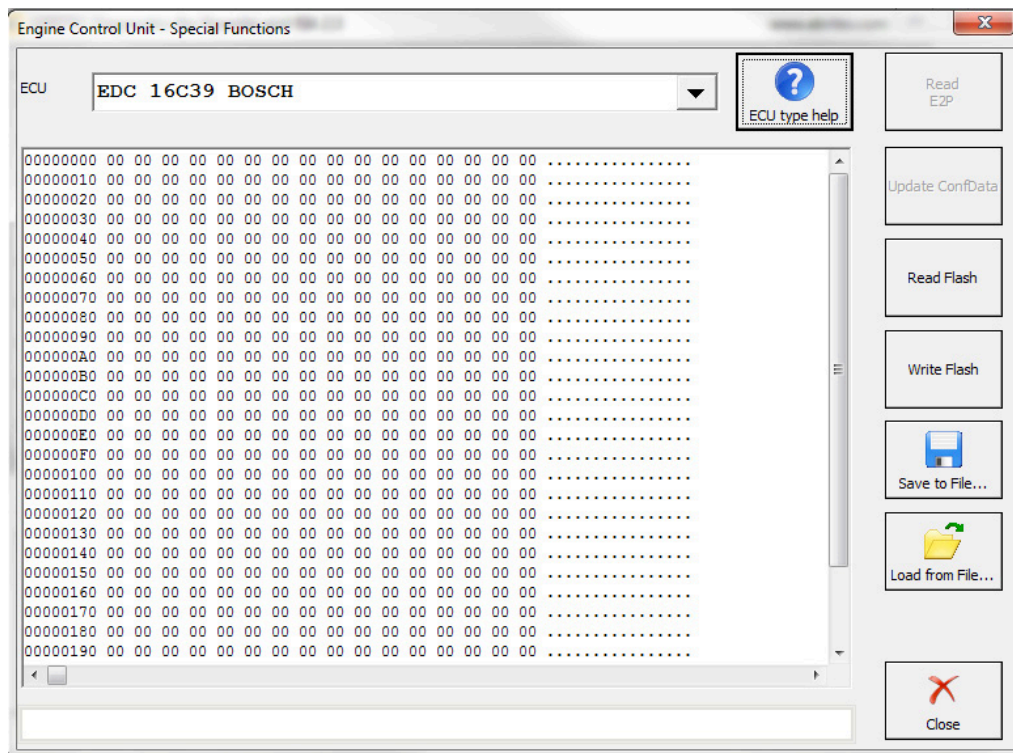 Engine Control Unit - Special Functions
ECU
EDC 16C39 BOSCH
ECU type help
Read
E2P
00000000 00 00 00 00 00 00 00 00 00 00 00 00 00 00 00 00 ................
00000010 00 00 00 00 00 00 00 00 00 00 00 00 00 00 00 00 ................
00000020 00 00 00 00 00 00 00 00 00 00 00 00 00 00 00 00 ................
00000030 00 00 00 00 00 00 00 00 00 00 00 00 00 00 00 00 ................
00000040 00 00 00 00 00 00 00 00 00 00 00 00 00 00 00 00 ................
00000050 00 00 00 00 00 00 00 00 00 00 00 00 00 00 00 00 ................
00000060 00 00 00 00 00 00 00 00 00 00 00 00 00 00 00 00 ................
00000070 00 00 00 00 00 00 00 00 00 00 00 00 00 00 00 00 ................
00000080 00 00 00 00 00 00 00 00 00 00 00 00 00 00 00 00 ................
00000090 00 00 00 00 00 00 00 00 00 00 00 00 00 00 00 00 ................
000000A0 00 00 00 00 00 00 00 00 00 00 00 00 00 00 00 00 ................
000000B0 00 00 00 00 00 00 00 00 00 00 00 00 00 00 00 00 ................
000000C0 00 00 00 00 00 00 00 00 00 00 00 00 00 00 00 00 ................
000000D0 00 00 00 00 00 00 00 00 00 00 00 00 00 00 00 00 ................
000000E0 00 00 00 00 00 00 00 00 00 00 00 00 00 00 00 00 ................
000000F0 00 00 00 00 00 00 00 00 00 00 00 00 00 00 00 00 ................
00000100 00 00 00 00 00 00 00 00 00 00 00 00 00 00 00 00 ................
00000110 00 00 00 00 00 00 00 00 00 00 00 00 00 00 00 00 ................
00000120 00 00 00 00 00 00 00 00 00 00 00 00 00 00 00 00 ................
00000130 00 00 00 00 00 00 00 00 00 00 00 00 00 00 00 00 ................
00000140 00 00 00 00 00 00 00 00 00 00 00 00 00 00 00 00 ................
00000150 00 00 00 00 00 00 00 00 00 00 00 00 00 00 00 00 ................
00000160 00 00 00 00 00 00 00 00 00 00 00 00 00 00 00 00 ................
00000170 00 00 00 00 00 00 00 00 00 00 00 00 00 00 00 00 ................
00000180 00 00 00 00 00 00 00 00 00 00 00 00 00 00 00 00 ................
00000190 00 00 00 00 00 00 00 00 00 00 00 00 00 00 00 00 ................
Update ConfData
Read Flash
Write Flash
Save to File...
Load from File...
Close